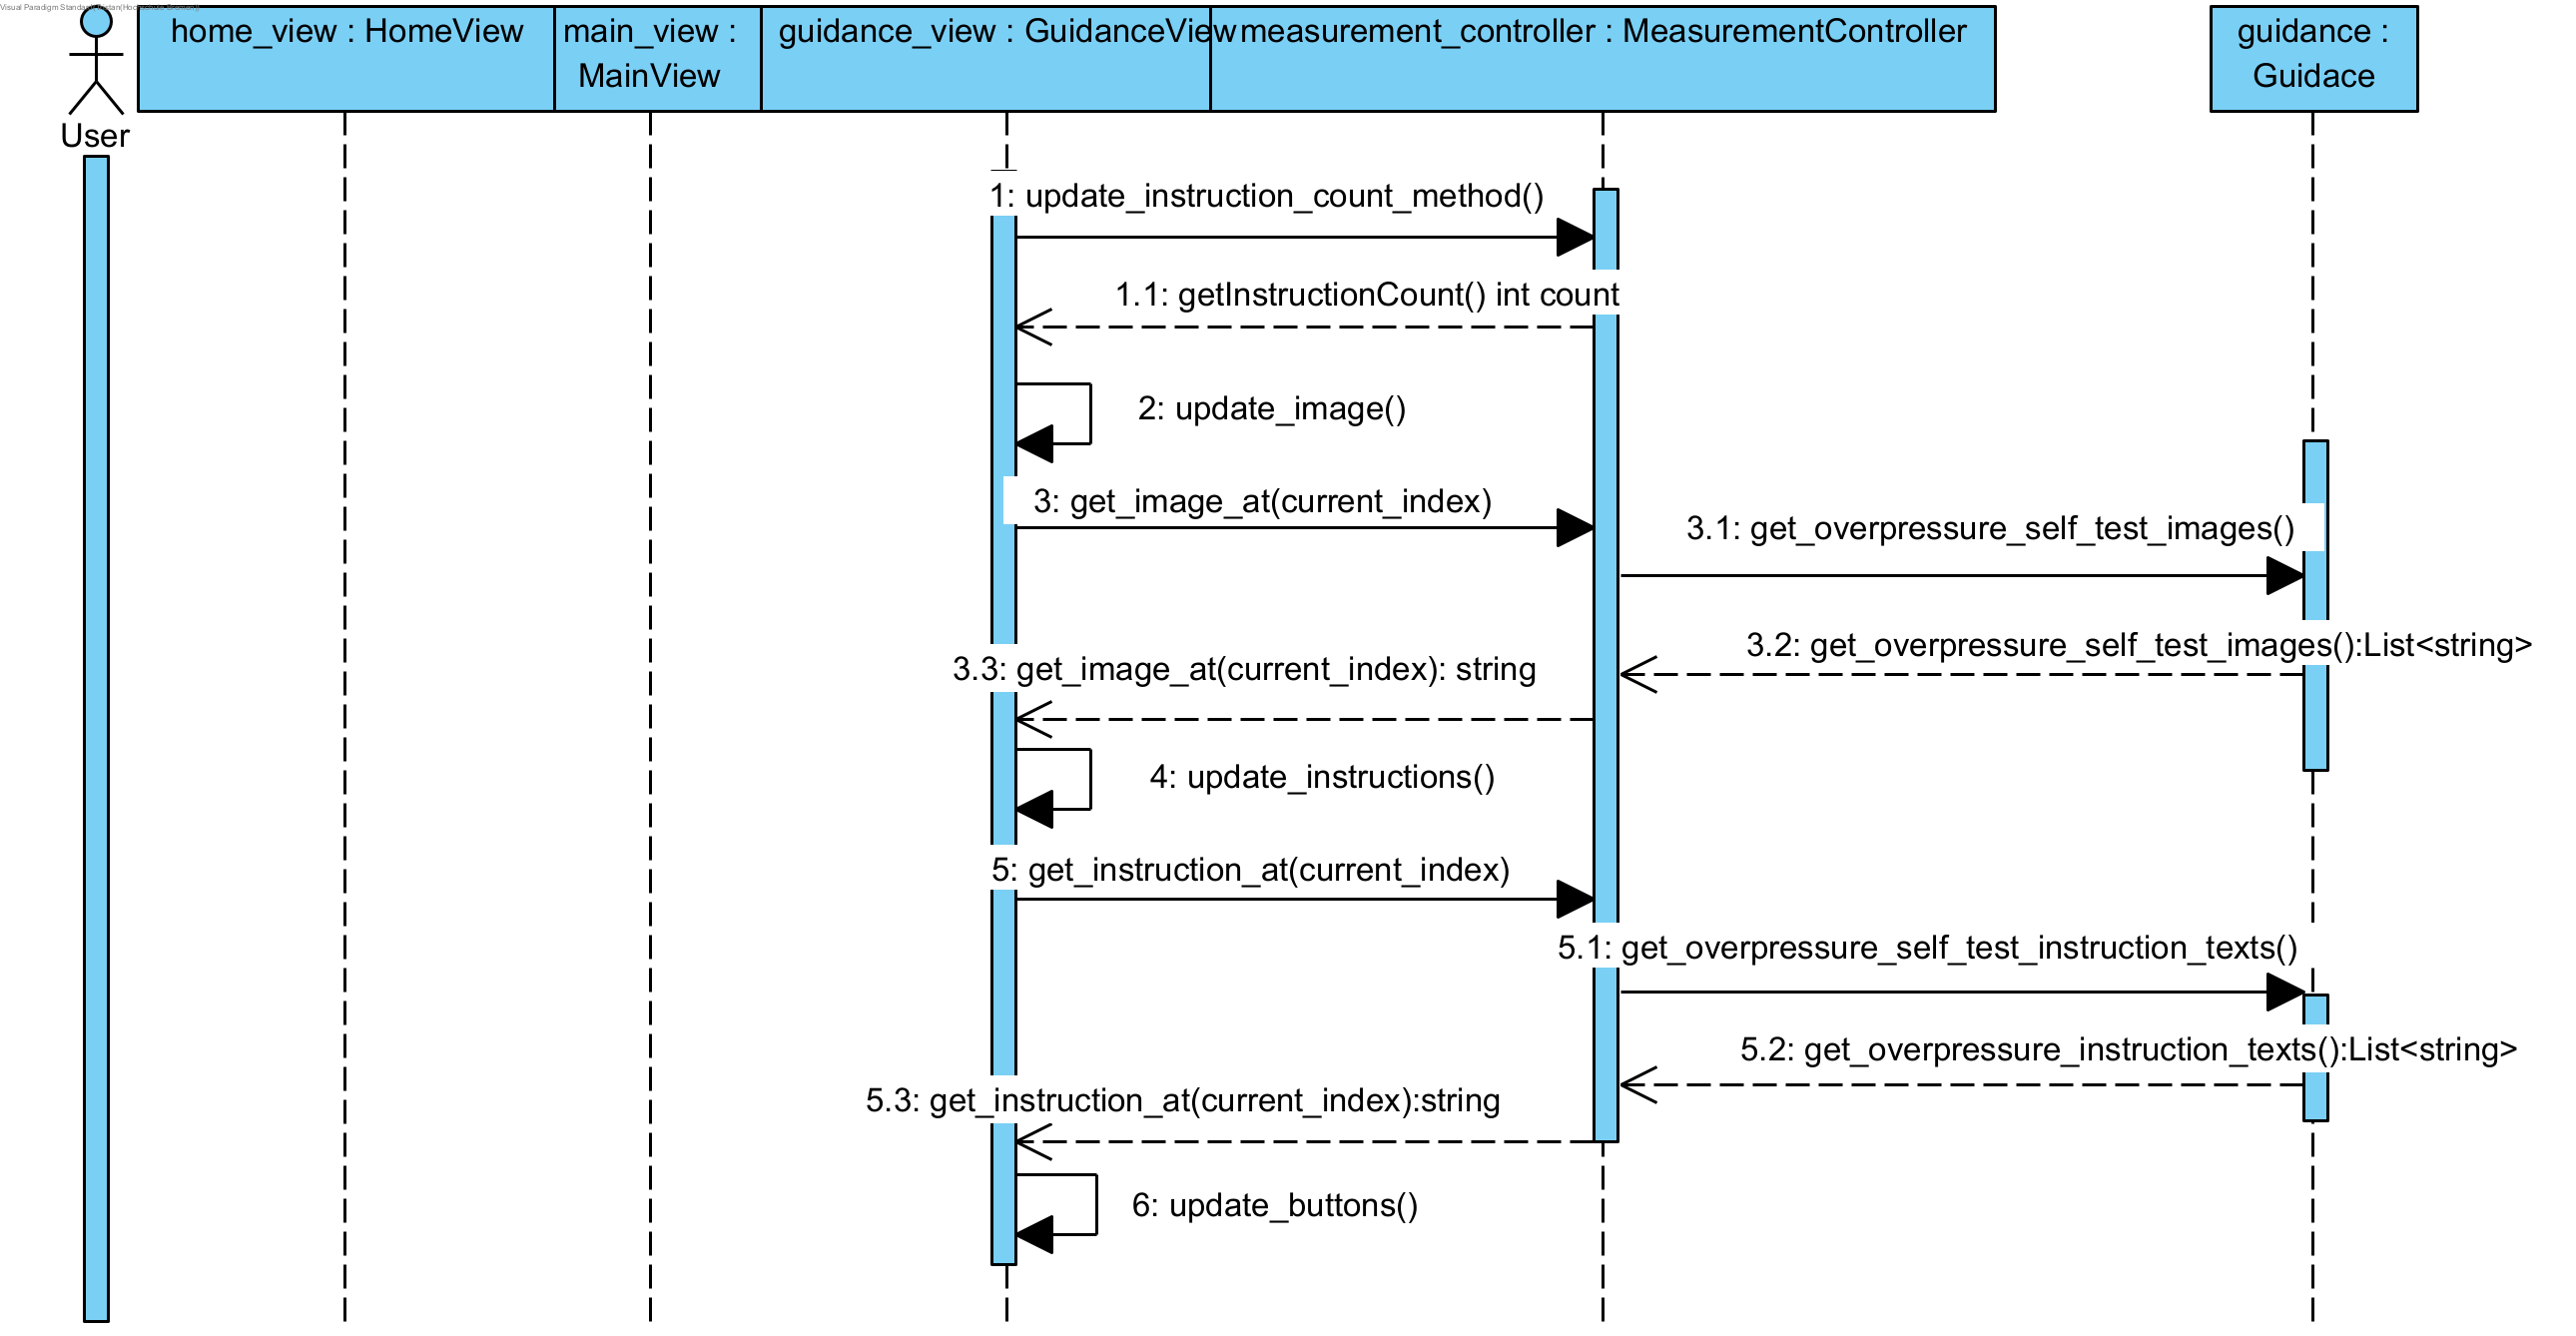 Visual Paradigm Standard
home_view : HomeView
main_view :
MainView
guidance_view : GuidanceView
measurement_controller : MeasurementController
guidance :
Guidace
User
1: update_instruction_count_method()
1.1: getInstructionCount() int count
2: update_image()
3: get_image_at(current_index)
3.1: get_overpressure_self_test_images()
3.2: get_overpressure_self_test_images():List<string>
3.3: get_image_at(current_index): string
4: update_instructions()
5: get_instruction_at(current_index)
5.1: get_overpressure_self_test_instruction_texts()
5.2: get_overpressure_instruction_texts():List<string>
5.3: get_instruction_at(current_index):string
6: update_buttons()